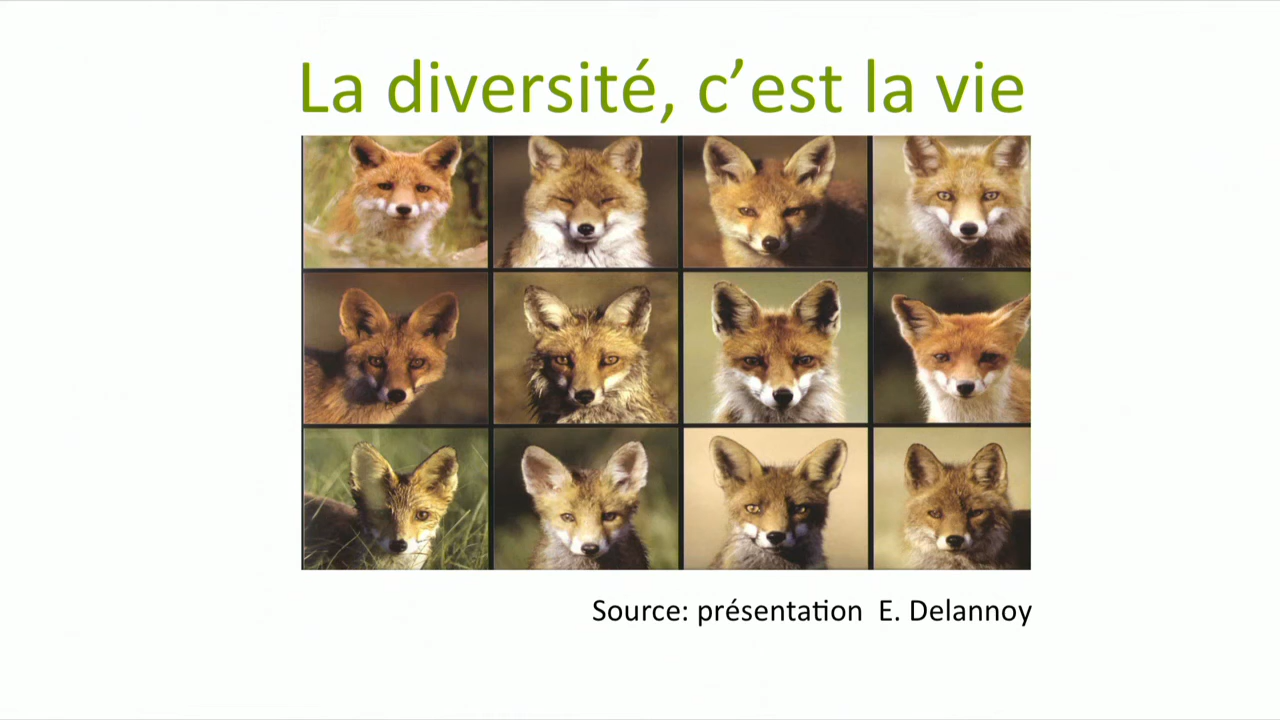 La diversité, c’est la vie
Source: présentation E. Delannoy